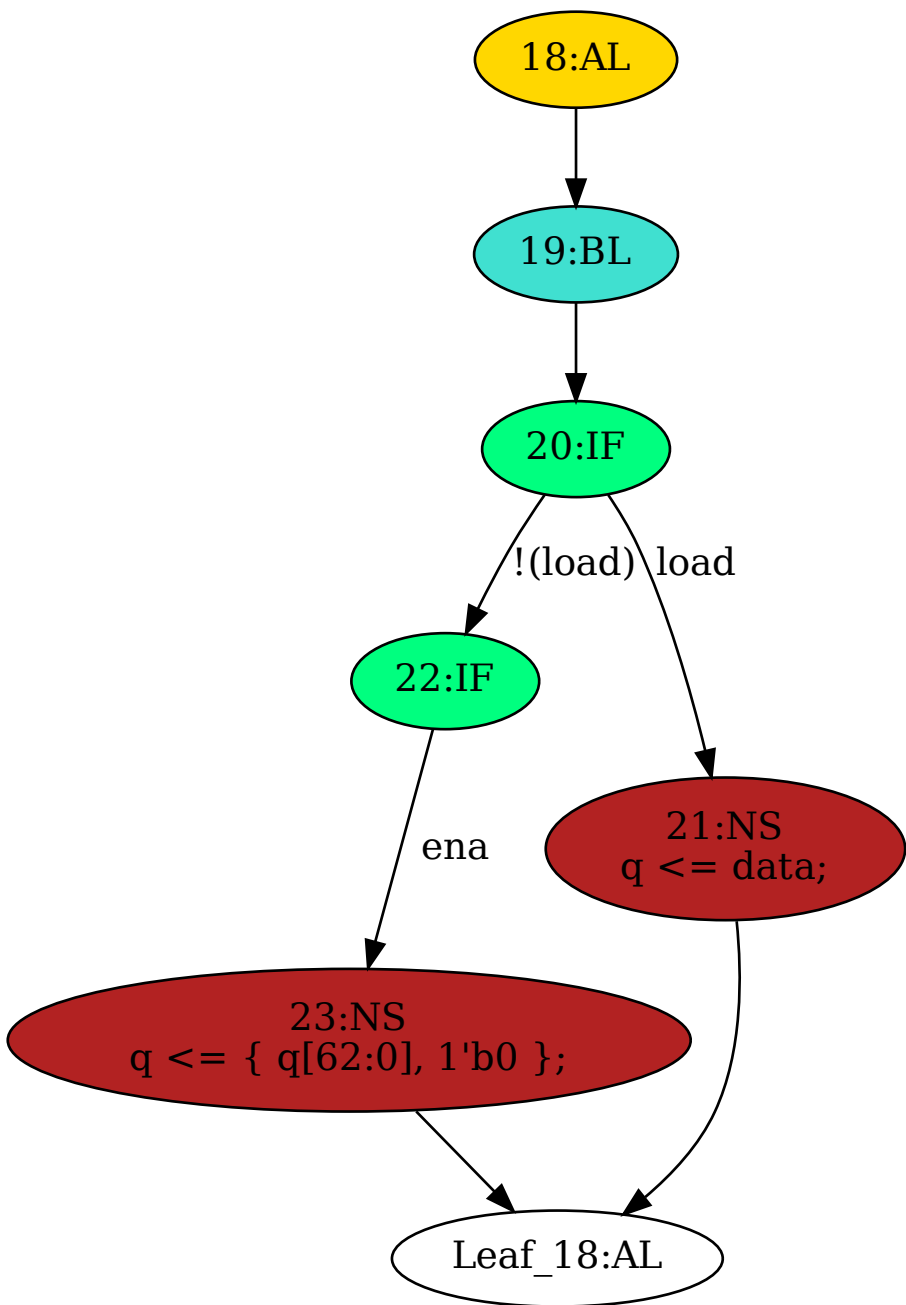 18:AL
19:BL
20:IF
!(load)
load
22:IF
21:NS
q <= data;
ena
23:NS
q <= { q[62:0], 1'b0 };
Leaf_18:AL